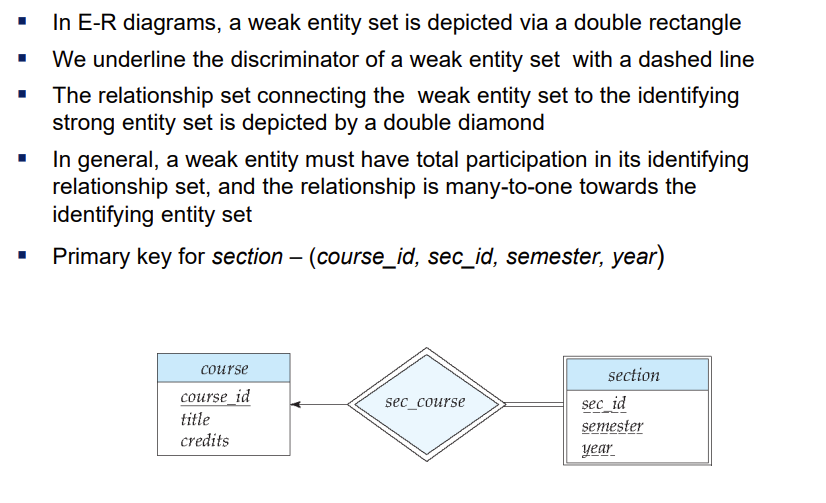 ▪ In E-R diagrams, a weak entity set is depicted via a double rectangle
▪ We underline the discriminator of a weak entity set with a dashed line
▪ The relationship set connecting the weak entity set to the identifying
strong entity set is depicted by a double diamond
▪ In general, a weak entity must have total participation in its identifying
relationship set, and the relationship is many-to-one towards the
identifying entity set
▪ Primary key for section – (course_id, sec_id, semester, year)
course
course_id
title
credits
sec_course
section
sec_id
semester
year